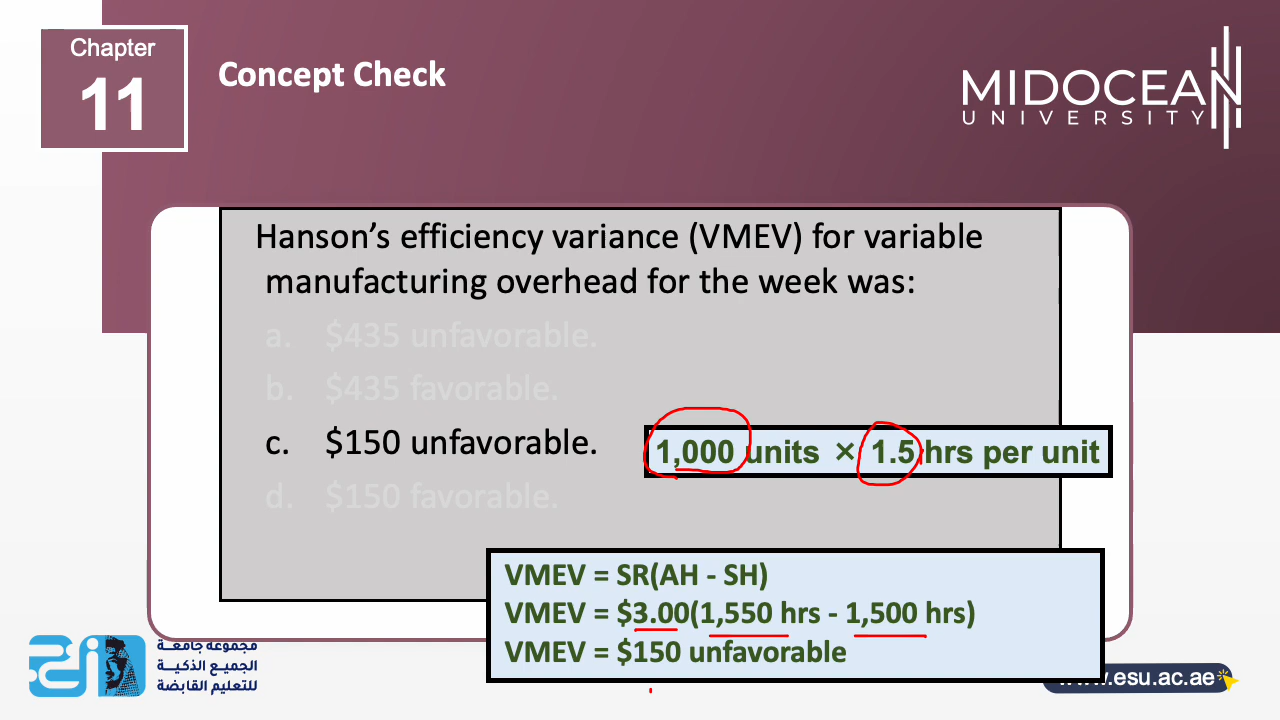 Chapter
11
Concept Check
MIDOCEAN
UNIVERSITY
Hanson’s efficiency variance (VMEV) for variable
manufacturing overhead for the week was:
a. $435 unfavorable.
b. $435 favorable.
c. $150 unfavorable.
1,000 units × 1.5 hrs per unit
d. $150 favorable.
VMEV = SR(AH - SH)
VMEV = $3.00(1,550 hrs - 1,500 hrs)
VMEV = $150 unfavorable
مجموعة جامعة
الجميع الذكية
للتعليم القابضة
www.esu.ac.ae